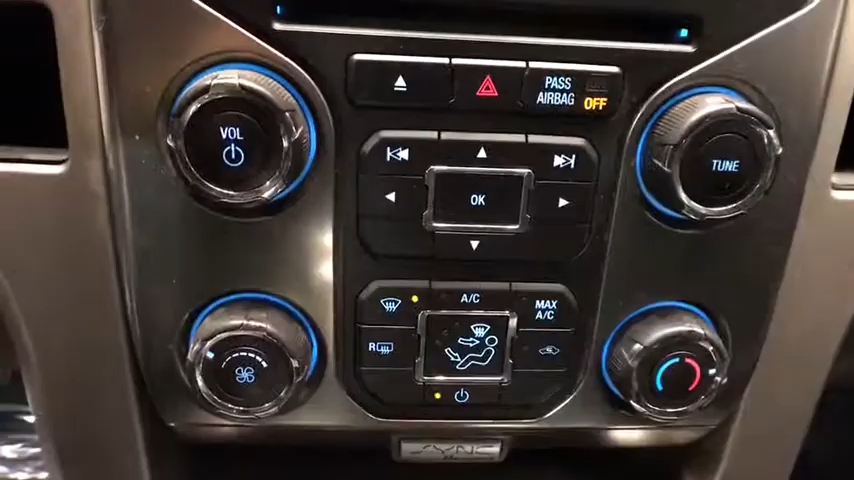 PASS
AIRBAG
OFF
VOL
OK
TUNE
A/C
MAX
A/C
R
SYNC